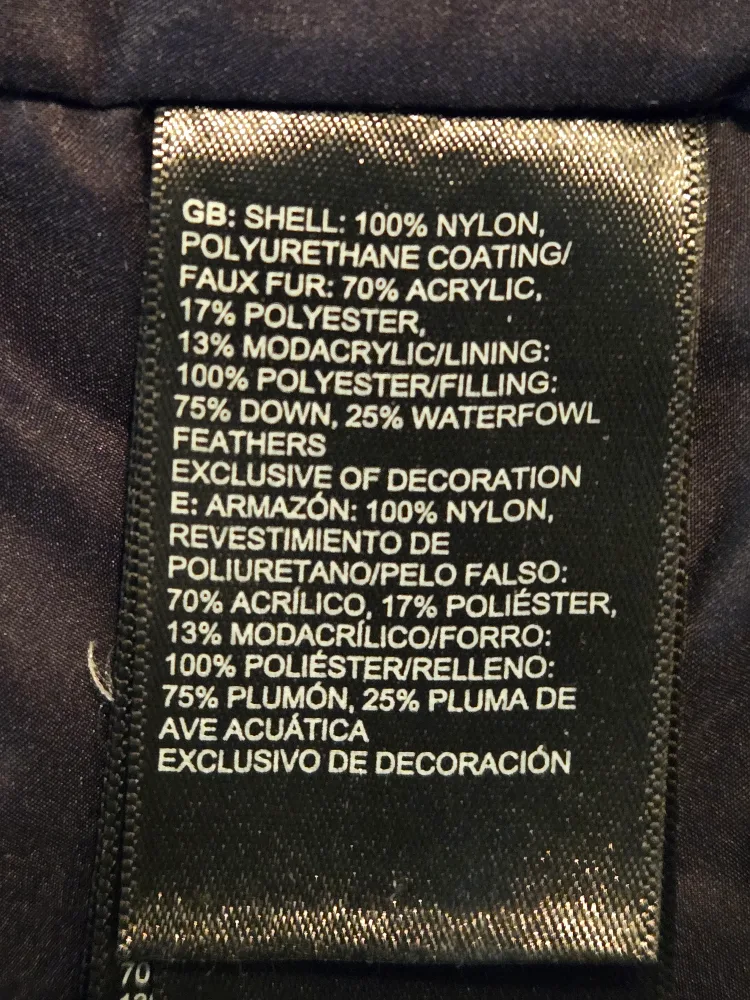 GB: SHELL: 100% NYLON,
POLYURETHANE COATING/
FAUX FUR: 70% ACRYLIC,
17% POLYESTER,
13% MODACRYLIC/LINING:
100% POLYESTER/FILLING:
75% DOWN, 25% WATERFOWL
FEATHERS
EXCLUSIVE OF DECORATION
E: ARMAZÓN: 100% NYLON,
REVESTIMIENTO DE
POLIURETANO/PELO FALSO:
70% ACRÍLICO, 17% POLIÉSTER,
13% MODACRÍLICO/FORRO:
100% POLIÉSTER/RELLENO:
75% PLUMÓN, 25% PLUMA DE
AVE ACUÁTICA
EXCLUSIVO DE DECORACIÓN
70